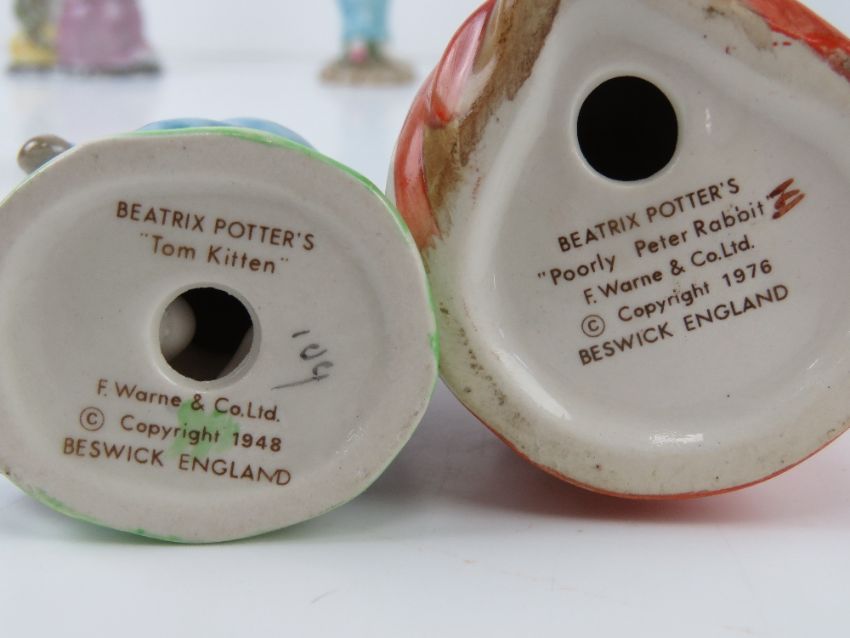 BEATRIX POTTER'S
"Tom Kitten"
F. Warne & Co. Ltd.
© Copyright 1948
BESWICK ENGLAND
BEATRIX POTTER'S
"Poorly Peter Rabbit"
F. Warne & Co. Ltd.
© Copyright 1976
BESWICK ENGLAND